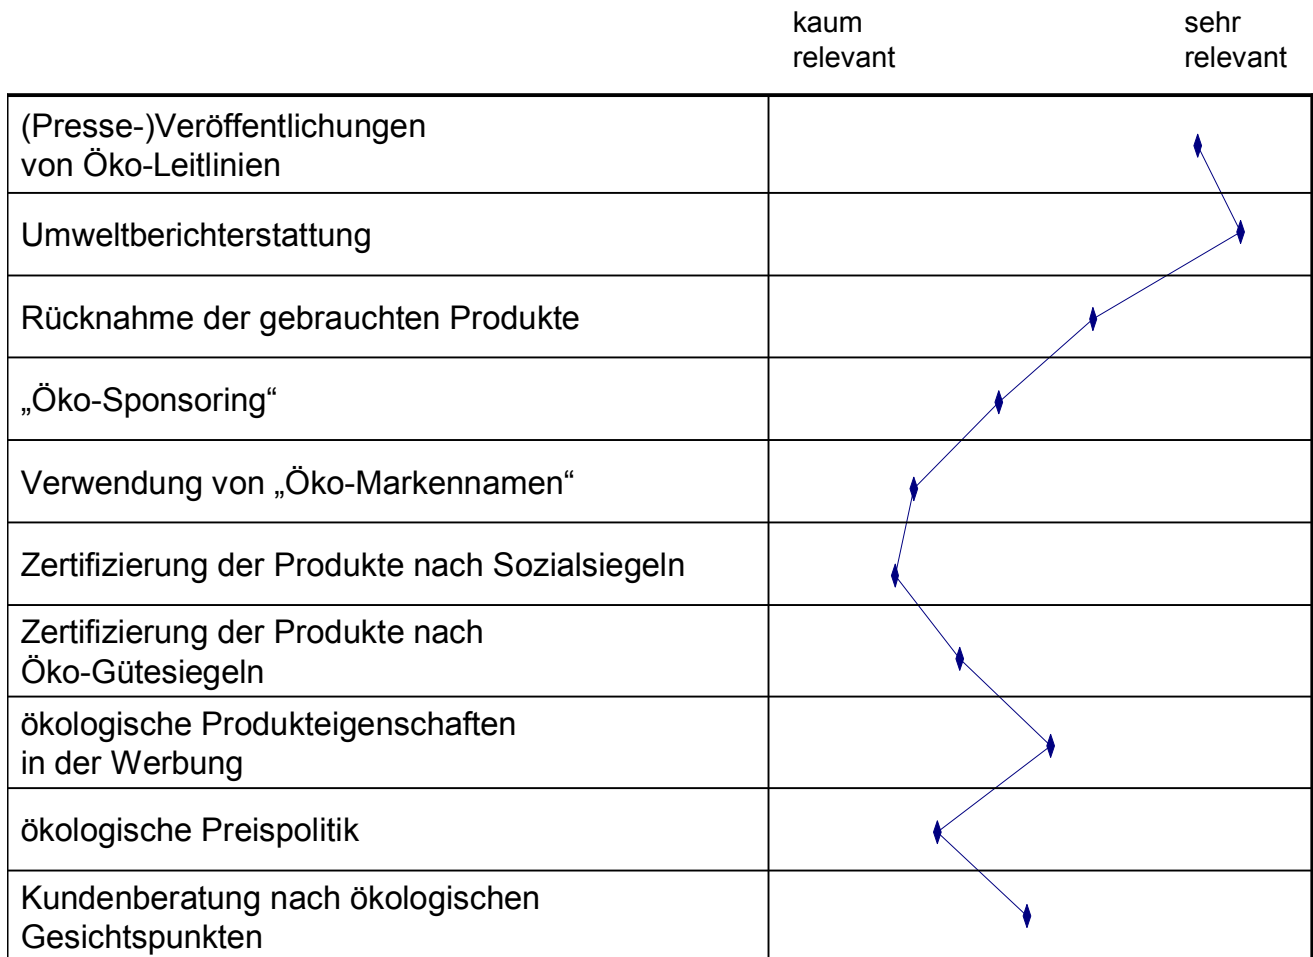 kaum
relevant
sehr
relevant
(Presse-)Veröffentlichungen
von Öko-Leitlinien
Umweltberichterstattung
Rücknahme der gebrauchten Produkte
„Öko-Sponsoring“
Verwendung von „Öko-Markennamen“
Zertifizierung der Produkte nach Sozialsiegeln
Zertifizierung der Produkte nach
Öko-Gütesiegeln
ökologische Produkteigenschaften
in der Werbung
ökologische Preispolitik
Kundenberatung nach ökologischen
Gesichtspunkten